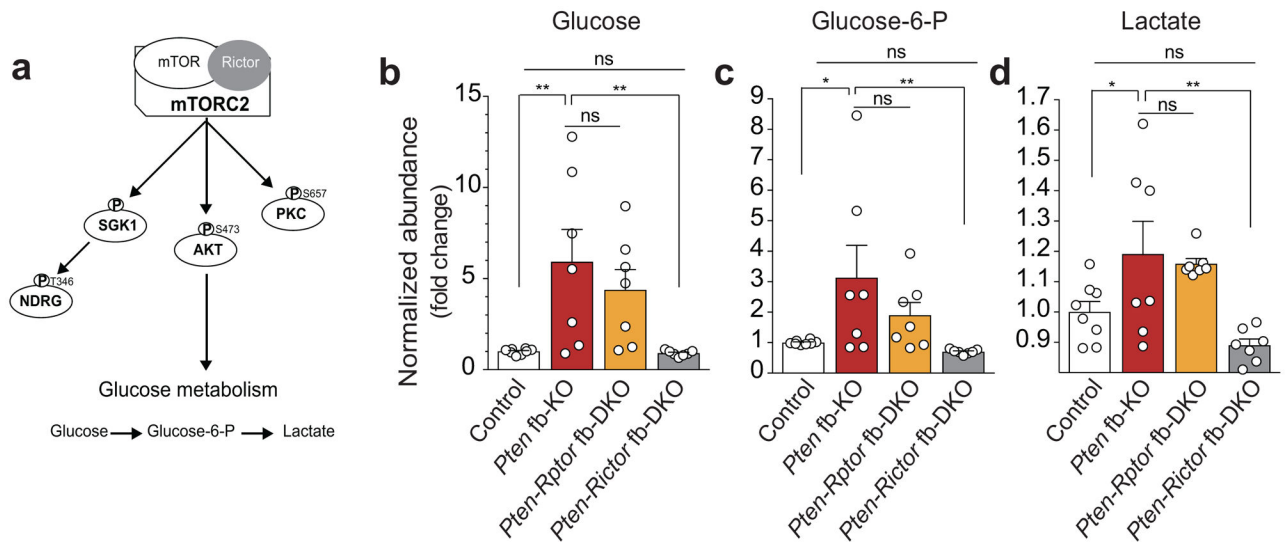 a
mTOR
Rictor
mTORC2
P
SGK1
P S473
AKT
P S657
PKC
P T346
NDRG
Glucose metabolism
Glucose → Glucose-6-P → Lactate
b
Glucose
ns
** **
ns
Normalized abundance
(fold change)
15
10
5
0
Control
Pten fb-KO
Pten-Rptor fb-DKO
Pten-Rictor fb-DKO
c
Glucose-6-P
ns
* **
ns
9
8
7
6
5
4
3
2
1
0
Control
Pten fb-KO
Pten-Rptor fb-DKO
Pten-Rictor fb-DKO
d
Lactate
ns
* **
ns
1.7
1.6
1.5
1.4
1.3
1.2
1.1
1.0
0.9
Control
Pten fb-KO
Pten-Rptor fb-DKO
Pten-Rictor fb-DKO